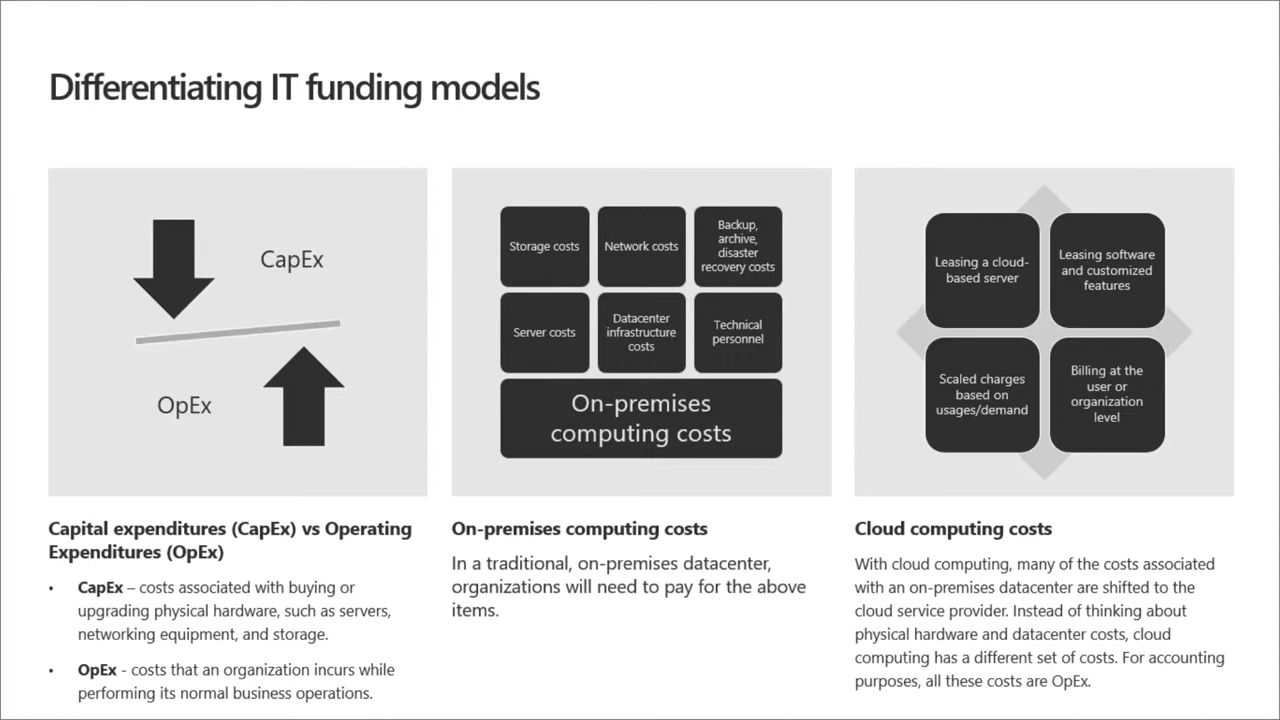 Differentiating IT funding models
CapEx
OpEx
Storage costs
Network costs
Backup,
archive,
disaster
recovery costs
Server costs
Datacenter
infrastructure
costs
Technical
personnel
On-premises
computing costs
Leasing a cloud-
based server
Leasing software
and customized
features
Scaled charges
based on
usages/demand
Billing at the
user or
organization
level
Capital expenditures (CapEx) vs Operating
Expenditures (OpEx)
• CapEx – costs associated with buying or
upgrading physical hardware, such as servers,
networking equipment, and storage.
• OpEx - costs that an organization incurs while
performing its normal business operations.
On-premises computing costs
In a traditional, on-premises datacenter,
organizations will need to pay for the above
items.
Cloud computing costs
With cloud computing, many of the costs associated
with an on-premises datacenter are shifted to the
cloud service provider. Instead of thinking about
physical hardware and datacenter costs, cloud
computing has a different set of costs. For accounting
purposes, all these costs are OpEx.